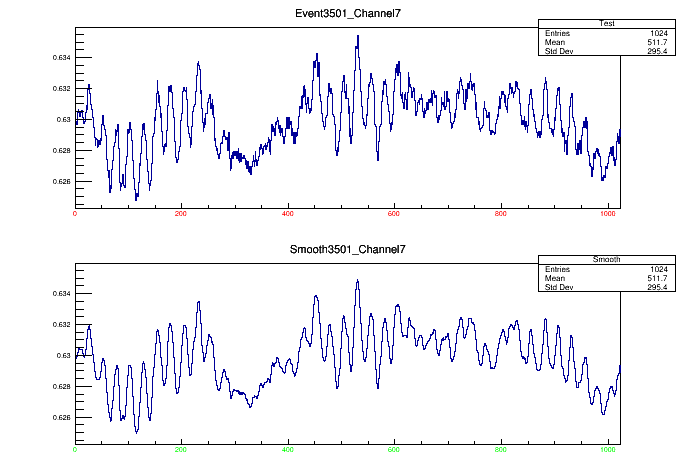 Event3501_Channel7
Test
Entries 1024
Mean 511.7
Std Dev 295.4
0.634
0.632
0.63
0.628
0.626
0 200 400 600 800 1000
Smooth3501_Channel7
Smooth
Entries 1024
Mean 511.7
Std Dev 295.4
0.634
0.632
0.63
0.628
0.626
0 200 400 600 800 1000